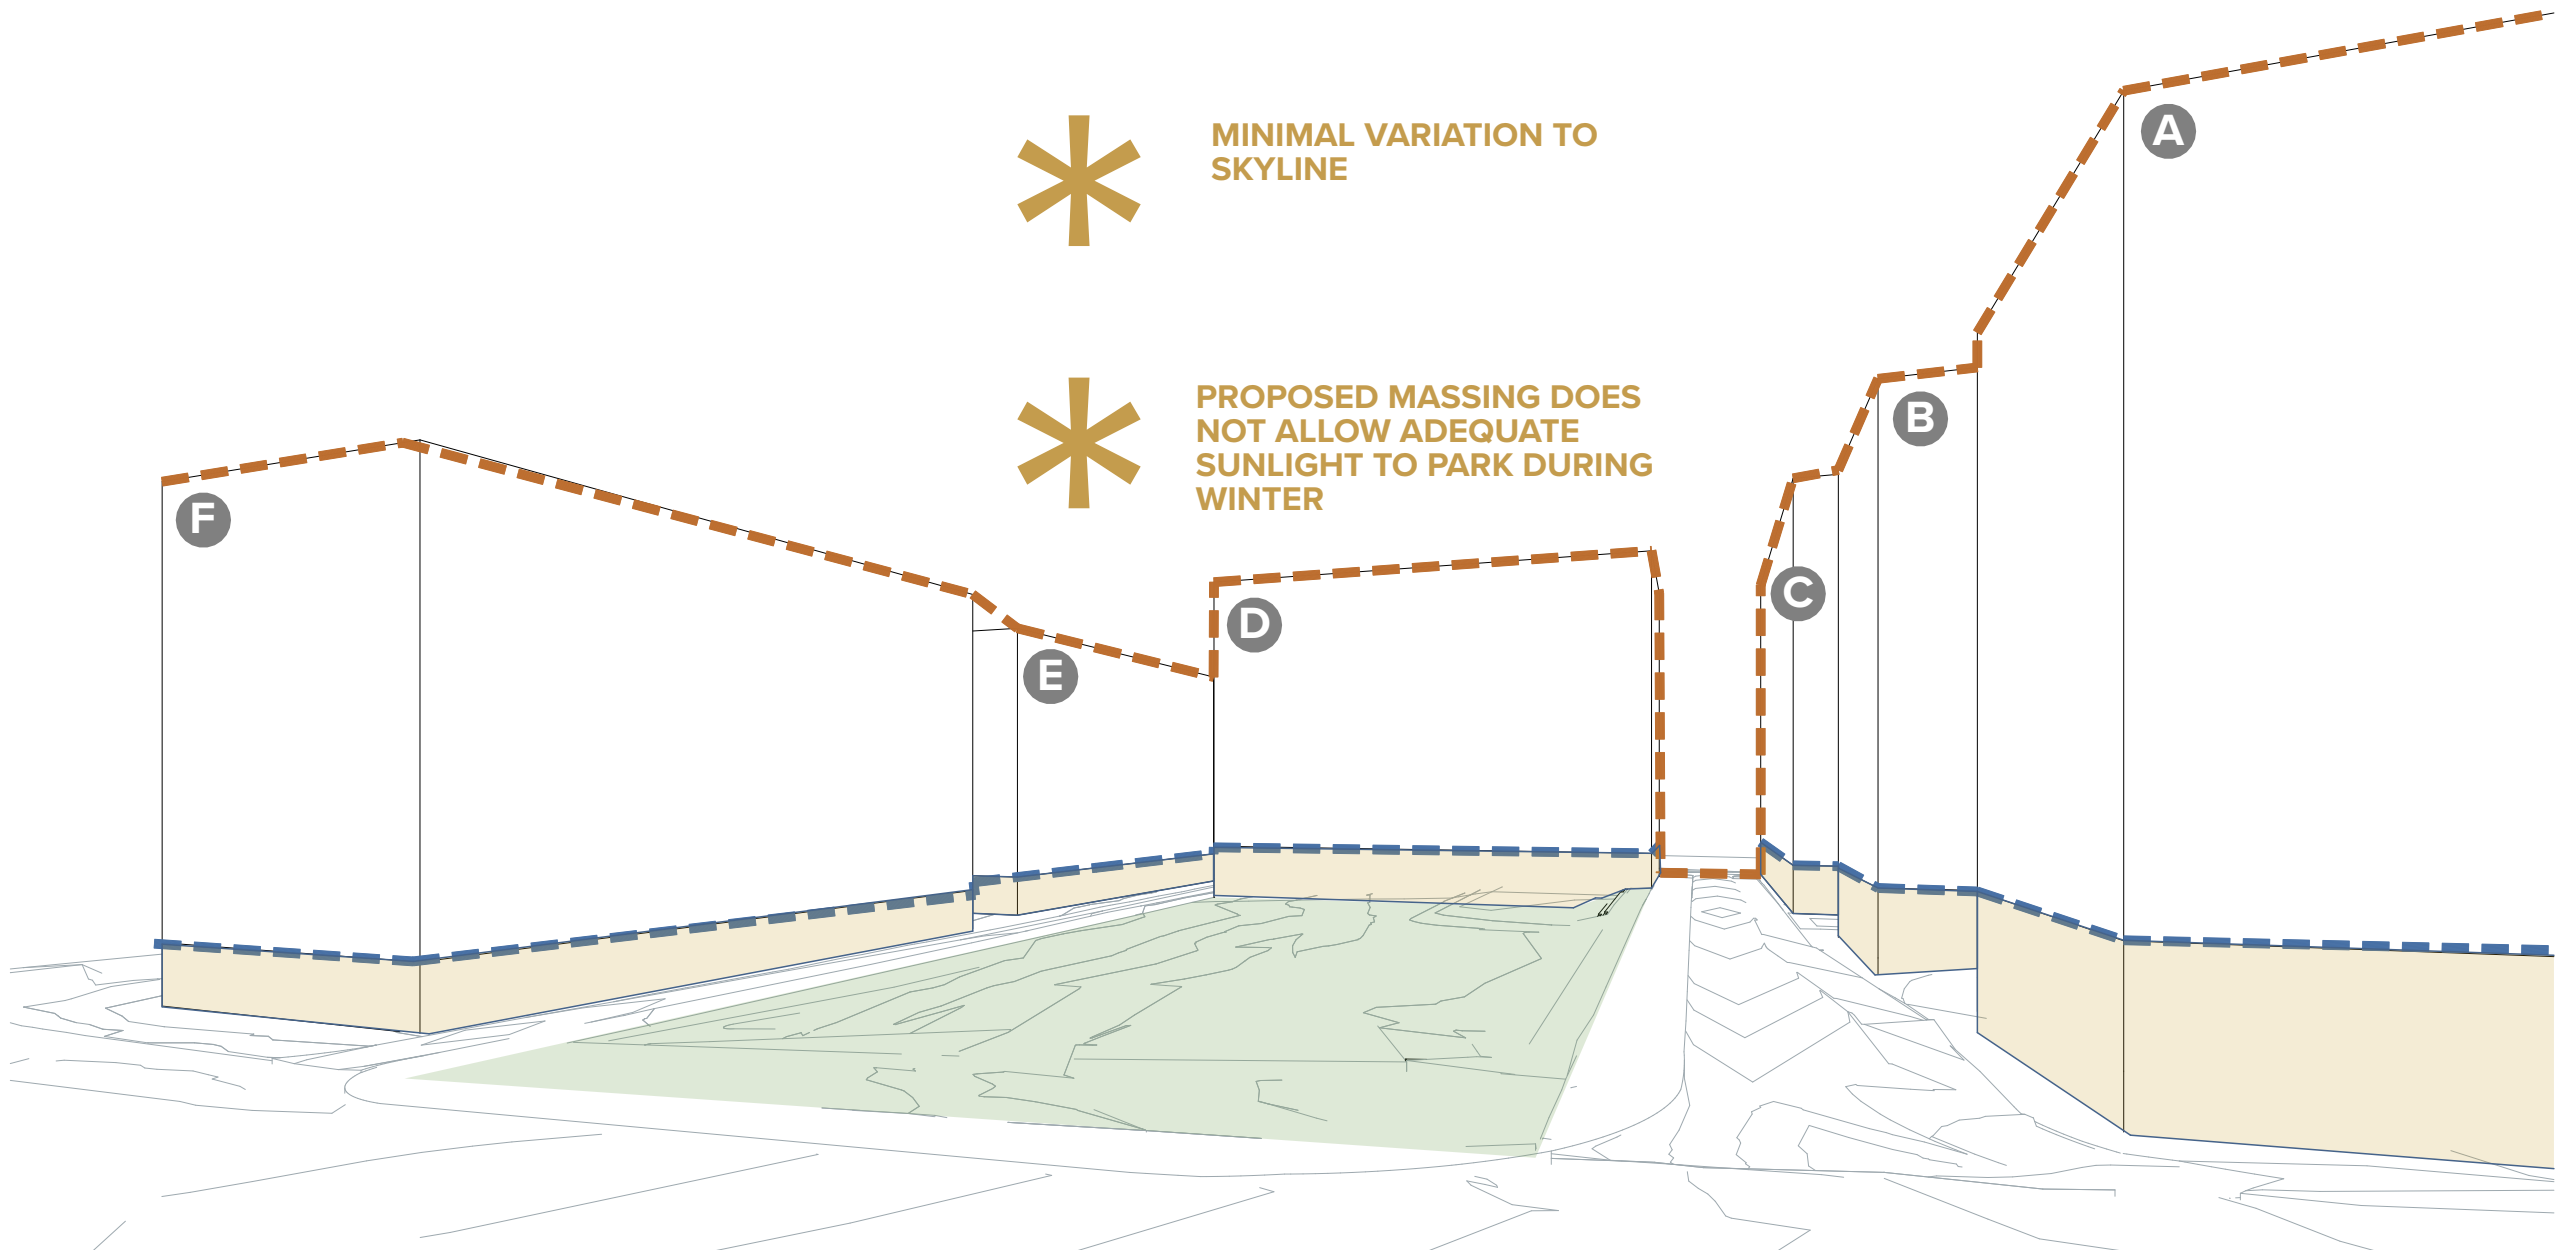 MINIMAL VARIATION TO
SKYLINE
A
PROPOSED MASSING DOES
NOT ALLOW ADEQUATE
SUNLIGHT TO PARK DURING
WINTER
B
F
C
D
E